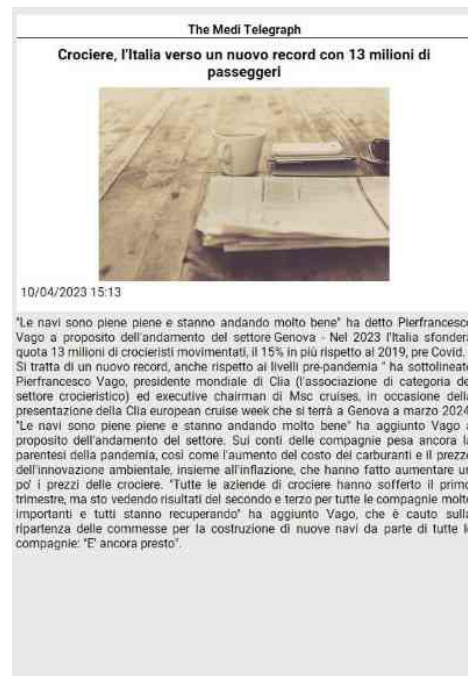 The Medi Telegraph
Crociere, l'Italia verso un nuovo record con 13 milioni di
passeggeri
10/04/2023 15:13
"Le navi sono piene piene e stanno andando molto bene" ha detto Pierfrancesco
Vago a proposito dell'andamento del settore Genova - Nel 2023 l'Italia sfonderà
quota 13 milioni di crocieristi movimentati, il 15% in più rispetto al 2019, pre Covid.
Si tratta di un nuovo record, anche rispetto ai livelli pre-pandemia " ha sottolineato
Pierfrancesco Vago, presidente mondiale di Clia (l'associazione di categoria de
settore crocieristico) ed executive chairman di Msc cruises, in occasione della
presentazione della Clia european cruise week che si terrà a Genova a marzo 2024
"Le navi sono piene piene e stanno andando molto bene" ha aggiunto Vago a
proposito dell'andamento del settore. Sui conti delle compagnie pesa ancora la
parentesi della pandemia, così come l'aumento del costo dei carburanti e il prezzo
dell'innovazione ambientale, insieme all'inflazione, che hanno fatto aumentare un
po' i prezzi delle crociere. "Tutte le aziende di crociere hanno sofferto il primo
trimestre, ma sto vedendo risultati del secondo e terzo per tutte le compagnie molto
importanti e tutti stanno recuperando" ha aggiunto Vago, che è cauto sulla
ripartenza delle commesse per la costruzione di nuove navi da parte di tutte le
compagnie: "E' ancora presto".